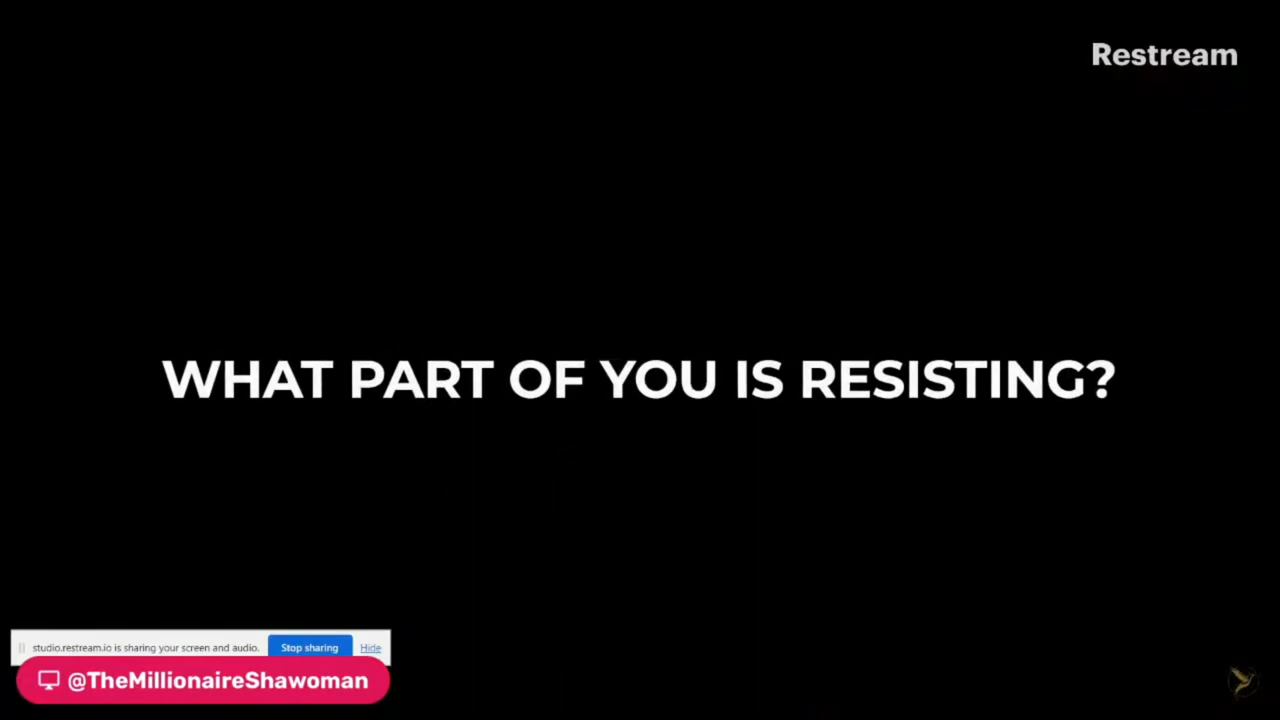 Restream
WHAT PART OF YOU IS RESISTING?
studio.restream.io is sharing your screen and audio. Stop sharing Hide
@TheMillionaireShawoman